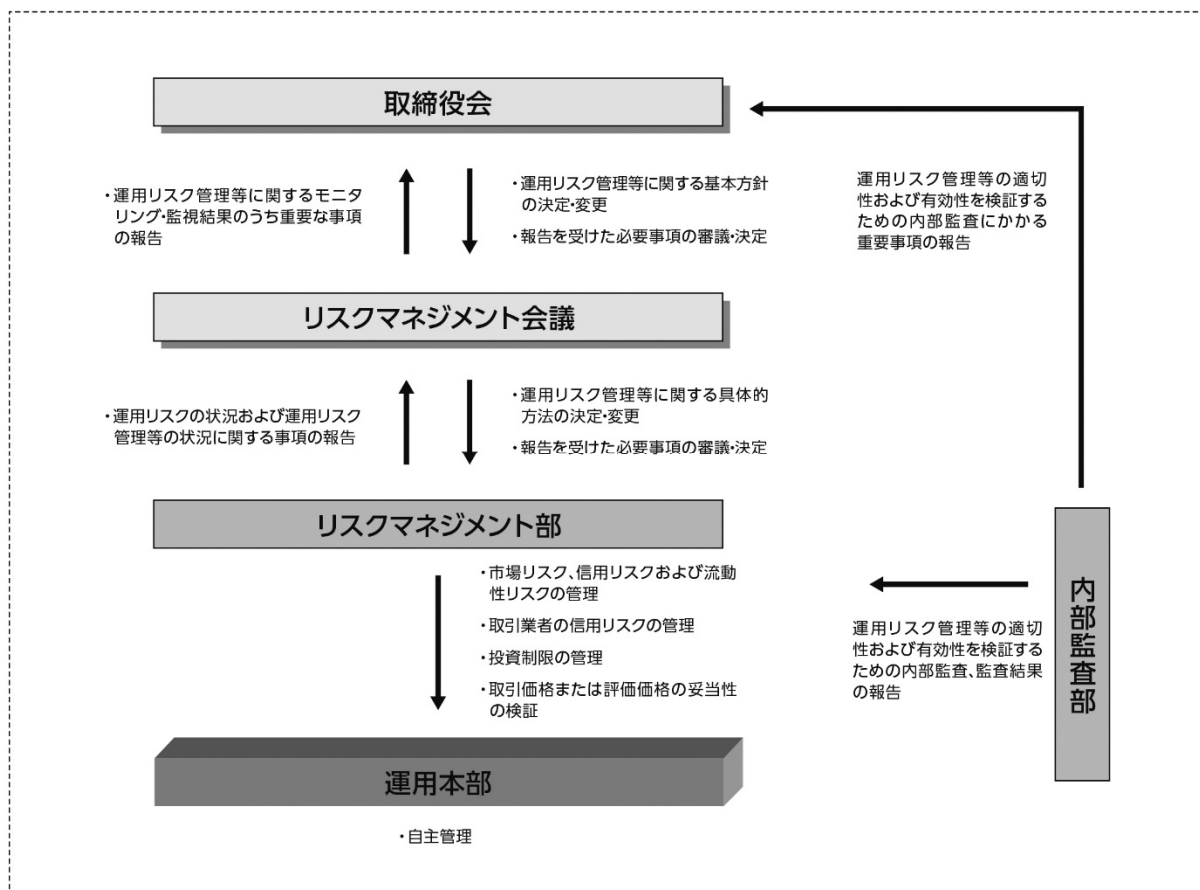 取締役会
・運用リスク管理等に関するモニタ
リング・監視結果のうち重要な事項
の報告
・運用リスク管理等に関する基本方針
の決定・変更
・報告を受けた必要事項の審議・決定
運用リスク管理等の適切
性および有効性を検証す る
ための内部監査にかかる
重要事項の報告
リスクマネジメント会議
・運用リスクの状況および運用リスク
管理等の状況に関する事項の報告
・運用リスク管理等に関する具体的
方法の決定・変更
・報告を受けた必要事項の審議・決定
リスクマネジメント部
・市場リスク、信用リスクおよび流動
性リスクの管理
・取引業者の信用リスクの管理
・投資制限の管理
・取引価格または評価価格の妥当性
の検証
運用リスク管理等の適切
性および有効性を検証する
ための内部監査、監査結果
の報告
内部監査部
運用本部
・自主管理